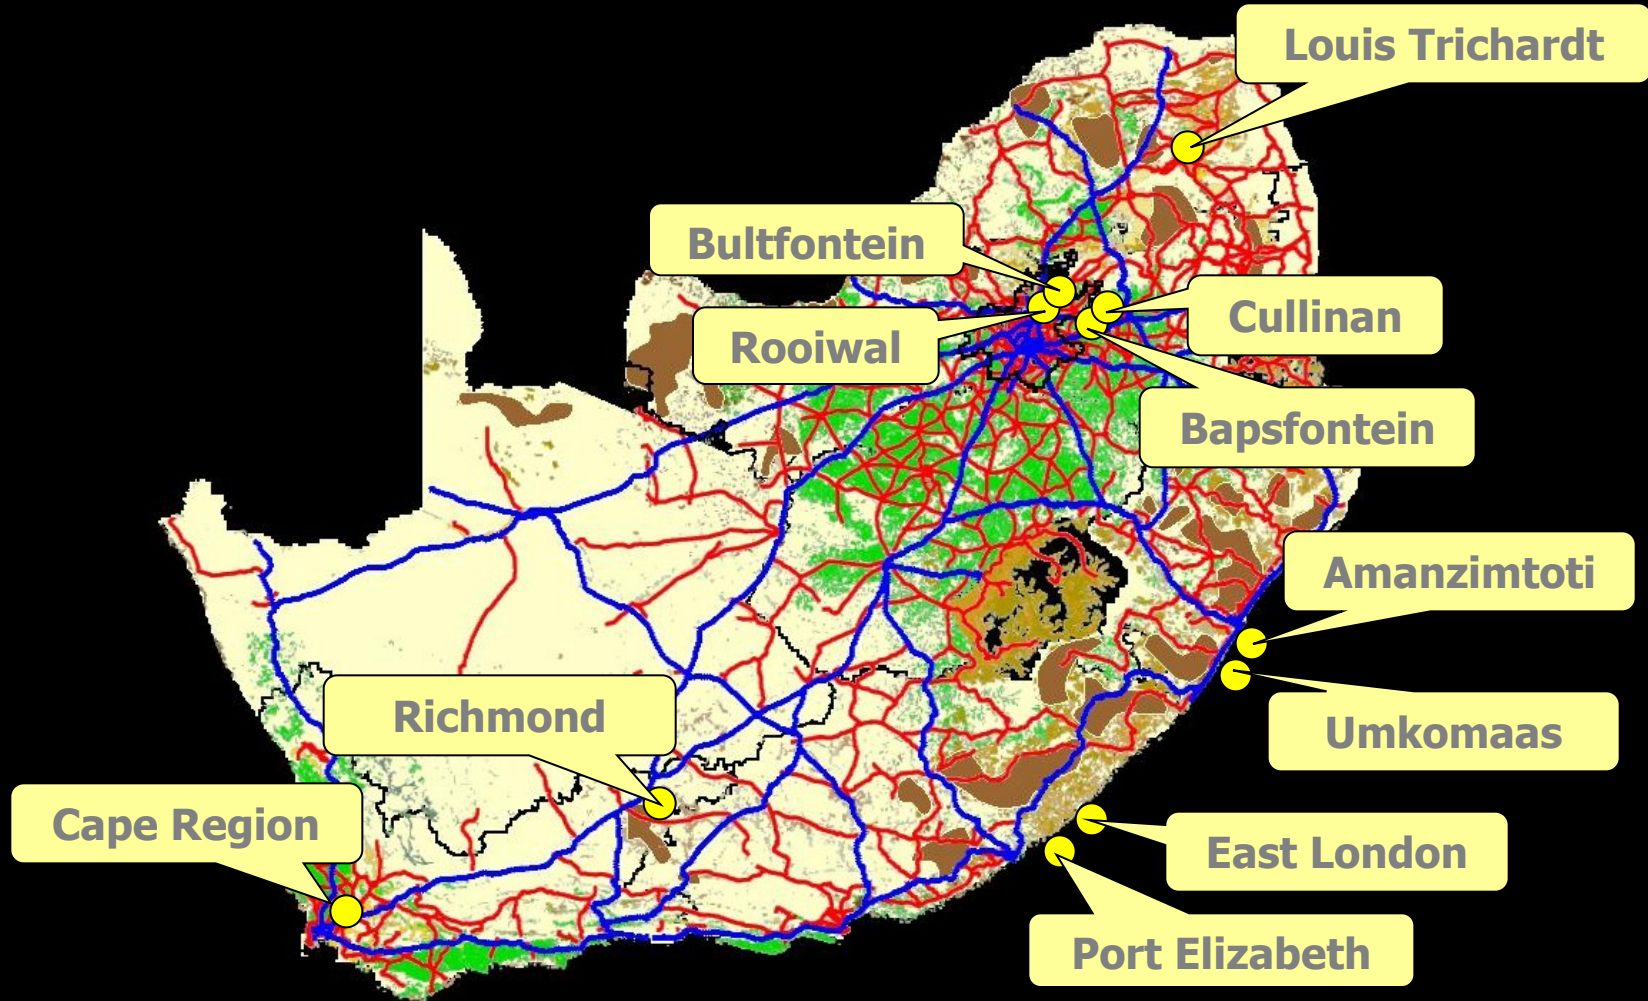 Louis Trichardt
Bultfontein
Cullinan
Rooiwal
Bapsfontein
Amanzimtoti
Richmond
Umkomaas
Cape Region
East London
Port Elizabeth